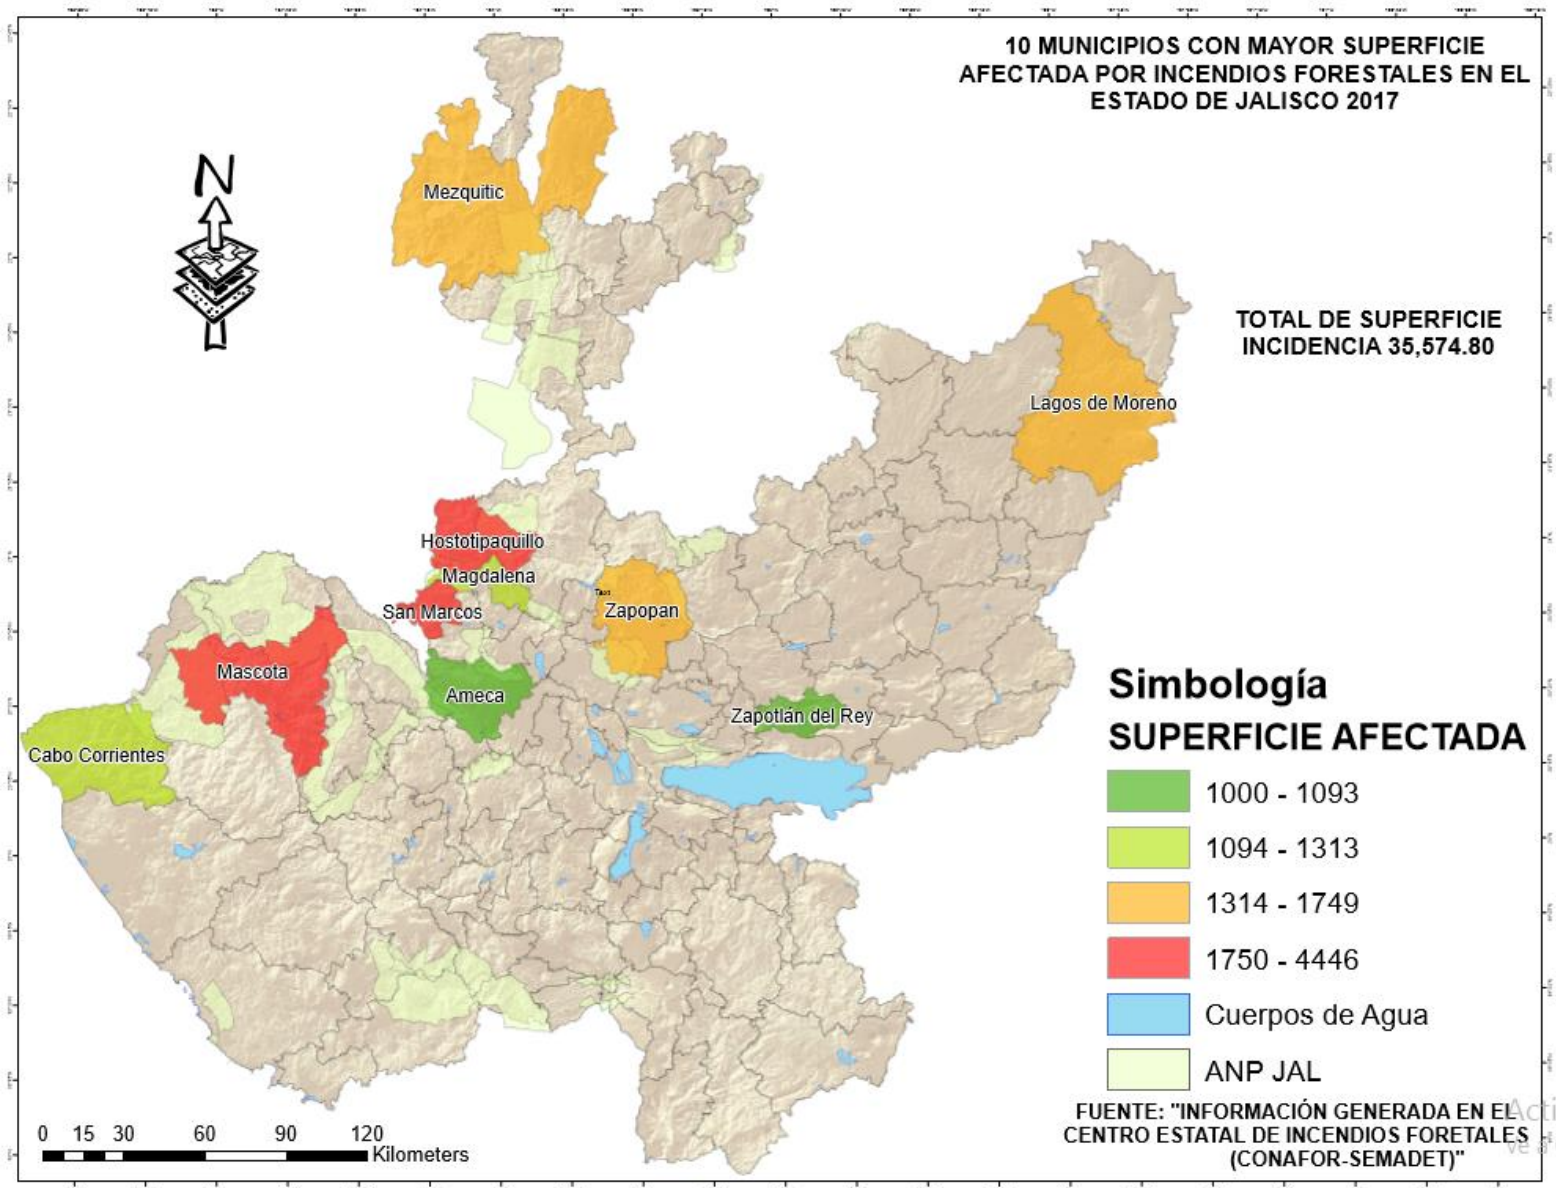 10 MUNICIPIOS CON MAYOR SUPERFICIE
AFECTADA POR INCENDIOS FORESTALES EN EL
ESTADO DE JALISCO 2017
N
Mezquitic
TOTAL DE SUPERFICIE
INCIDENCIA 35,574.80
Lagos de Moreno
Hostotipaquillo
Magdalena
San Marcos
Text
Zapopan
Mascota
Ameca
Zapotlán del Rey
Cabo Corrientes
Simbología
SUPERFICIE AFECTADA
1000 - 1093
1094 - 1313
1314 - 1749
1750 - 4446
Cuerpos de Agua
ANP JAL
FUENTE: "INFORMACIÓN GENERADA EN EL
CENTRO ESTATAL DE INCENDIOS FORETALES
(CONAFOR-SEMADET)"
Acti
ve a
0 15 30 60 90 120
Kilometers